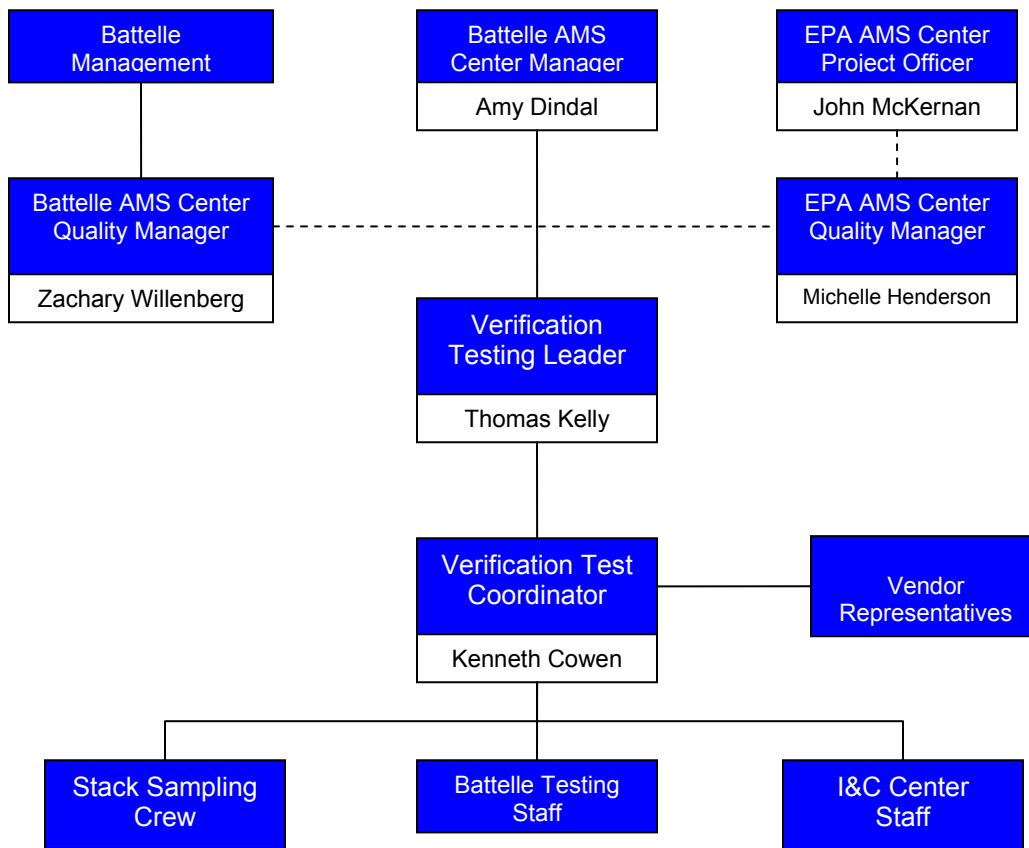 Battelle
Management
Battelle AMS
Center Manager
Amy Dindal
EPA AMS Center
Project Officer
John McKernan
Battelle AMS Center
Quality Manager
Zachary Willenberg
EPA AMS Center
Quality Manager
Michelle Henderson
Verification
Testing Leader
Thomas Kelly
Verification Test
Coordinator
Kenneth Cowen
Vendor
Representatives
Stack Sampling
Crew
Battelle Testing
Staff
I&C Center
Staff